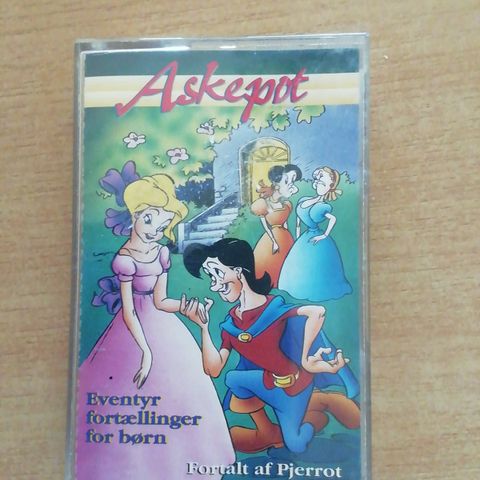 Askepot
Eventyr
fortællinger
for børn
Fortalt af Pjerrot